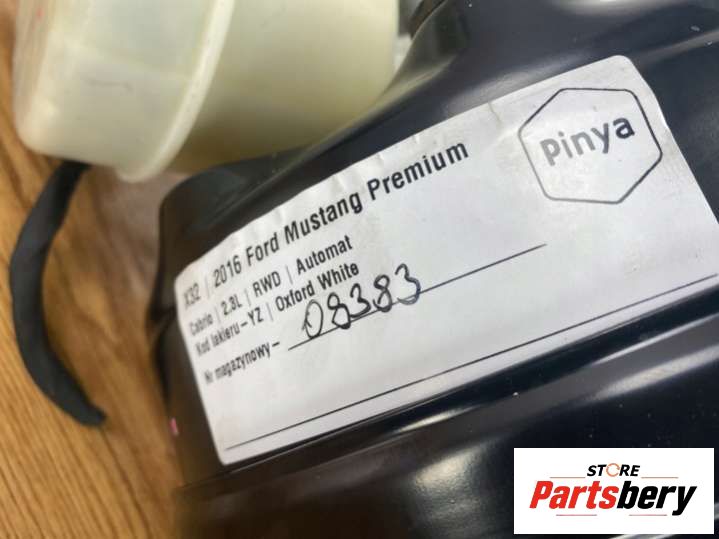 pinya
X32 | 2016 Ford Mustang Premium
Cabrio | 2.3L | RWD | Automat
Kod lakieru-YZ | Oxford White
Nr magazynowy- 08383
STORE
Partsbery